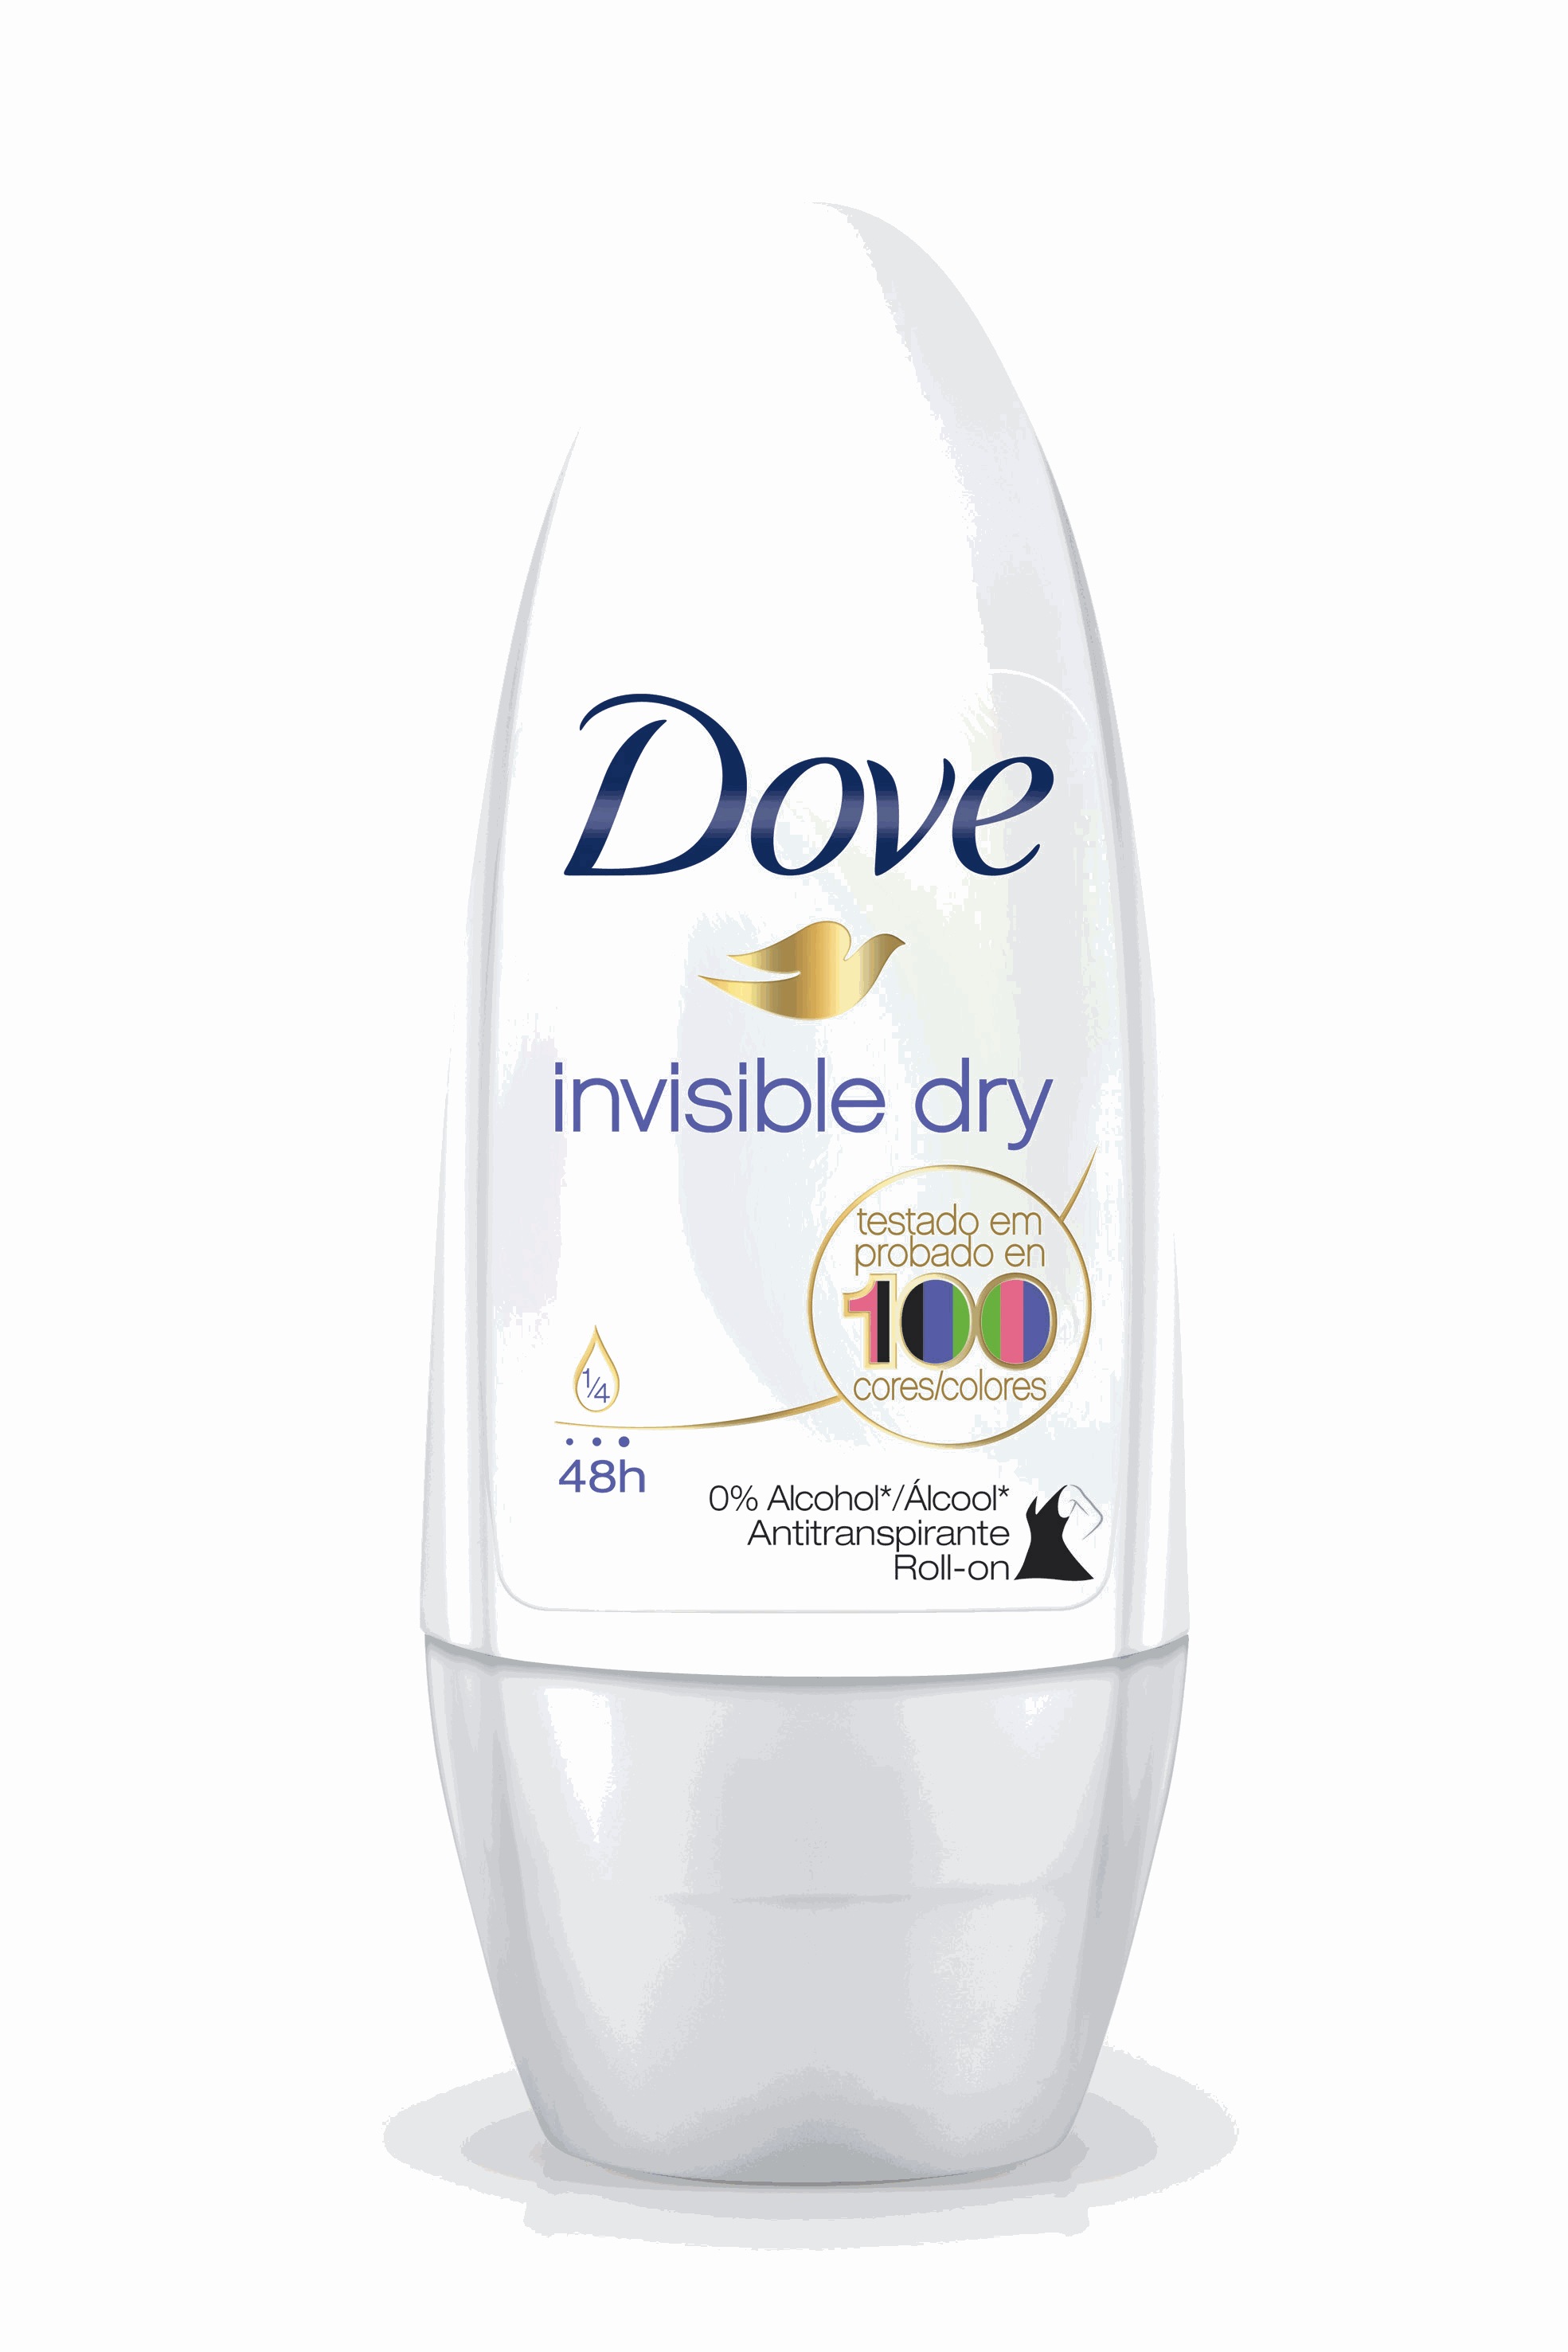 Dove
invisible dry
testado em
probado en
100
cores/colores
1/4
48h
0% Alcohol*/Álcool*
Antitranspirante
Roll-on